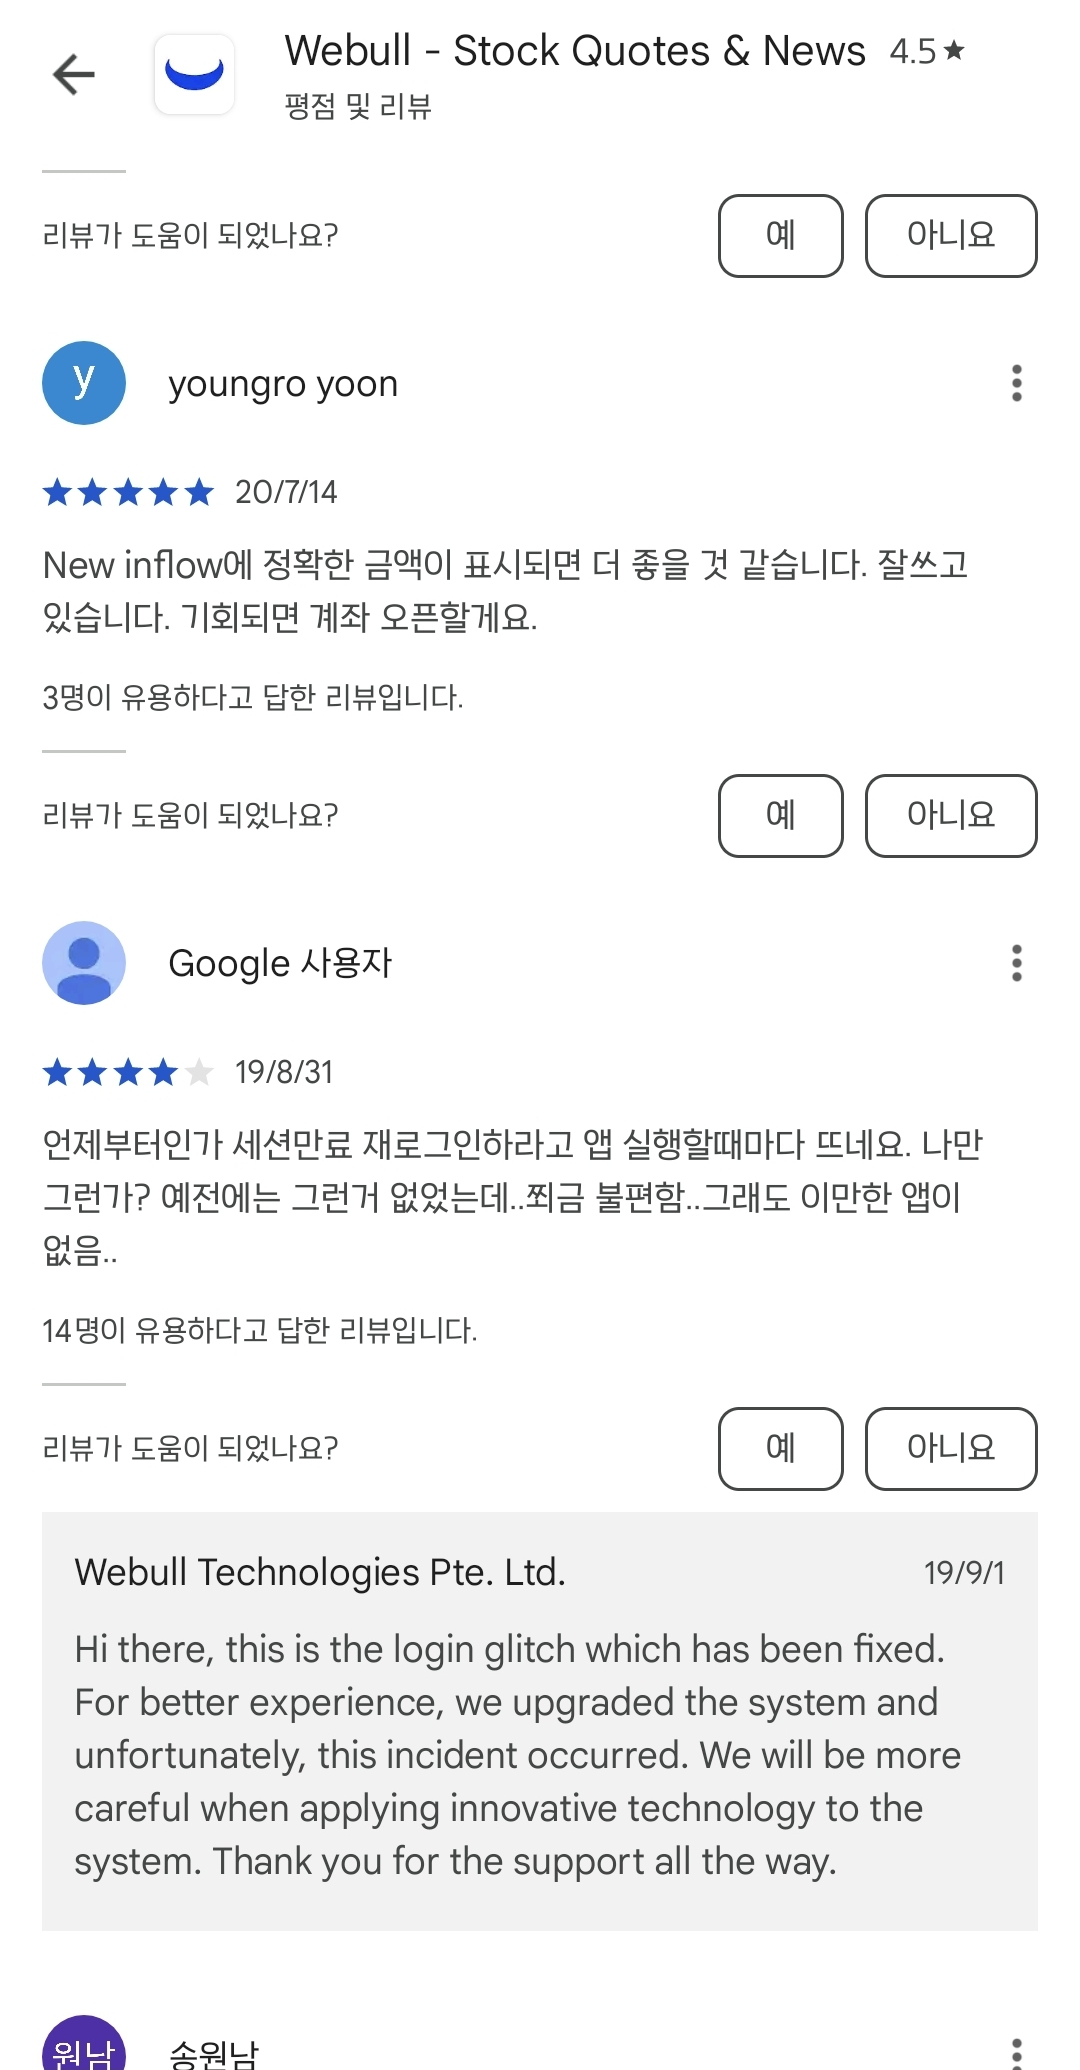 Webull - Stock Quotes & News 4.5★
평점 및 리뷰
리뷰가 도움이 되었나요? 예 아니요
y youngro yoon
20/7/14
New inflow에 정확한 금액이 표시되면 더 좋을 것 같습니다. 잘쓰고
있습니다. 기회되면 계좌 오픈할게요.
3명이 유용하다고 답한 리뷰입니다.
리뷰가 도움이 되었나요? 예 아니요
Google 사용자
19/8/31
언제부터인가 세션만료 재로그인하라고 앱 실행할때마다 뜨네요. 나만
그런가? 예전에는 그런거 없었는데..쬐금 불편함..그래도 이만한 앱이
없음..
14명이 유용하다고 답한 리뷰입니다.
리뷰가 도움이 되었나요? 예 아니요
Webull Technologies Pte. Ltd. 19/9/1
Hi there, this is the login glitch which has been fixed.
For better experience, we upgraded the system and
unfortunately, this incident occurred. We will be more
careful when applying innovative technology to the
system. Thank you for the support all the way.
원남 송원남